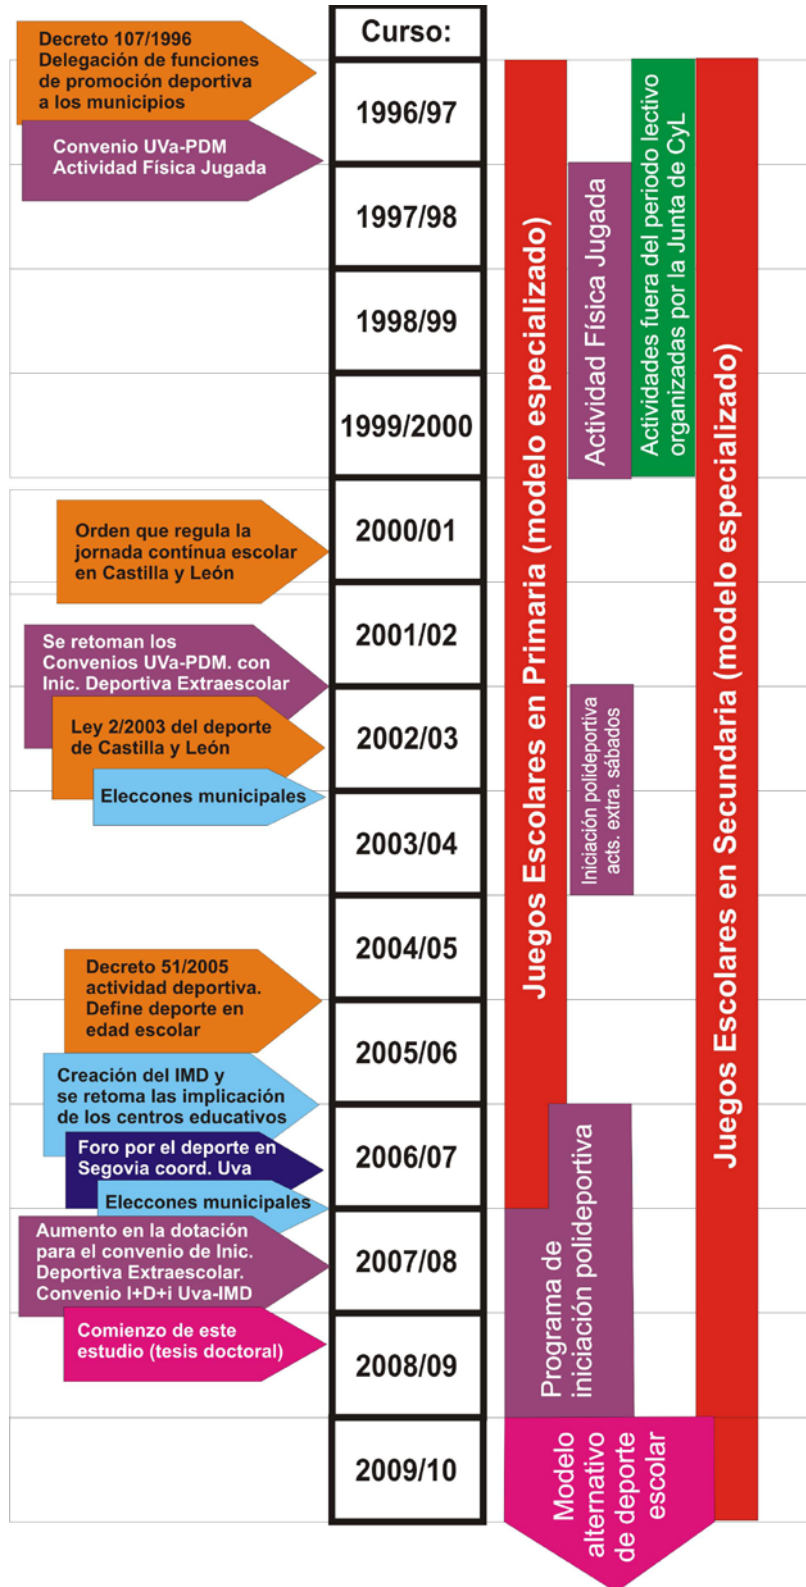 Curso:
Decreto 107/1996
Delegación de funciones
de promoción deportiva
a los municipios
1996/97
Convenio UVa-PDM
Actividad Física Jugada
1997/98
1998/99
1999/2000
Orden que regula la
jornada contínua escolar
en Castilla y León
2000/01
2001/02
Se retoman los
Convenios UVa-PDM. con
Inic. Deportiva Extraescolar
Ley 2/2003 del deporte
de Castilla y León
2002/03
Eleccones municipales
2003/04
2004/05
Decreto 51/2005
actividad deportiva.
Define deporte en
edad escolar
2005/06
Creación del IMD y
se retoma las implicación
de los centros educativos
Foro por el deporte en
Segovia coord. Uva
2006/07
Eleccones municipales
Aumento en la dotación
para el convenio de Inic.
Deportiva Extraescolar.
Convenio I+D+i Uva-IMD
2007/08
Comienzo de este
estudio (tesis doctoral)
2008/09
2009/10
Juegos Escolares en Primaria (modelo especializado)
Actividad Física Jugada
Actividades fuera del periodo lectivo
organizadas por la Junta de CyL
Juegos Escolares en Secundaria (modelo especializado)
Iniciación polideportiva
acts. extra. sábados
Programa de
iniciación polideportiva
Modelo
alternativo
de deporte
escolar